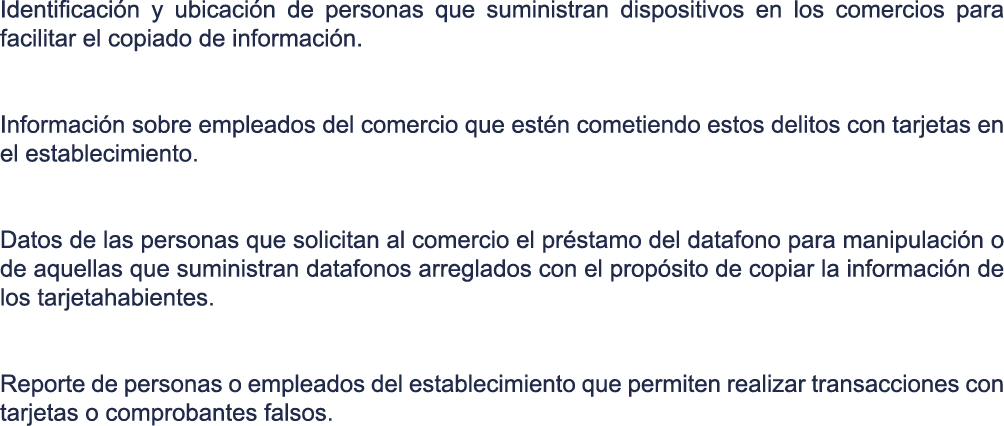 Identificación y ubicación de personas que suministran dispositivos en los comercios para
facilitar el copiado de información.
Información sobre empleados del comercio que estén cometiendo estos delitos con tarjetas en
el establecimiento.
Datos de las personas que solicitan al comercio el préstamo del datafono para manipulación o
de aquellas que suministran datafonos arreglados con el propósito de copiar la información de
los tarjetahabientes.
Reporte de personas o empleados del establecimiento que permiten realizar transacciones con
tarjetas o comprobantes falsos.